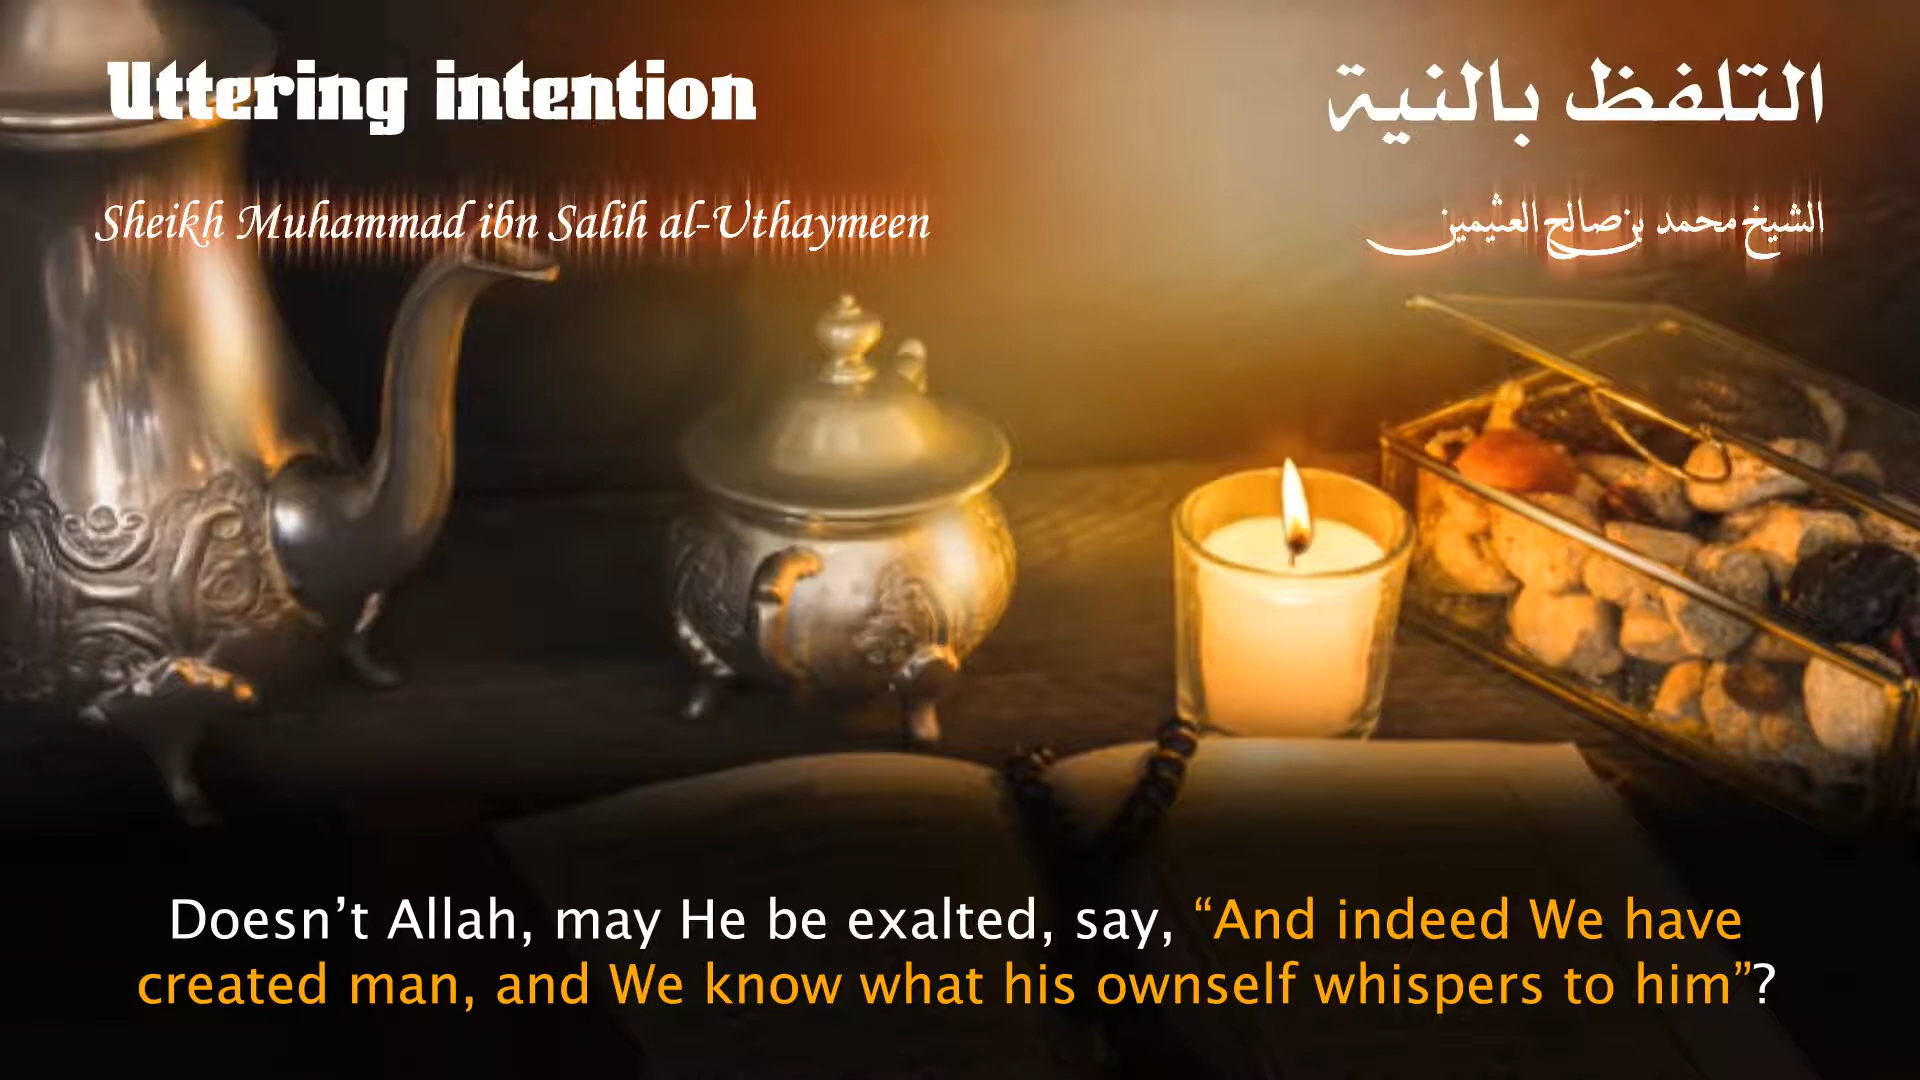 Uttering intention
التلفظ بالنية
Sheikh Muhammad ibn Salih al-Uthaymeen
الشيخ محمد بن صالح العثيمين
Doesn’t Allah, may He be exalted, say, “And indeed We have
created man, and We know what his ownself whispers to him”?